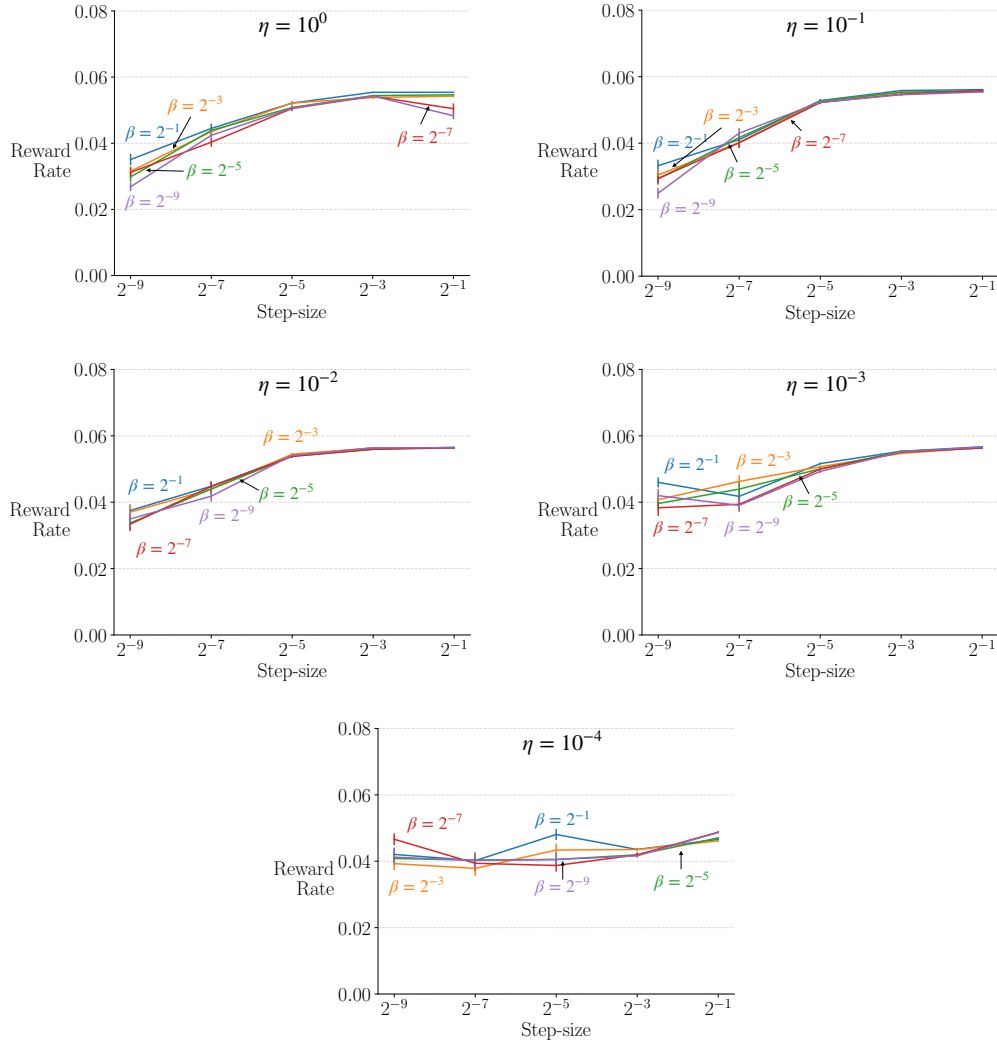 η = 10⁰
0.08
0.06
0.04
0.02
0.00
Reward
Rate
β = 2⁻³
β = 2⁻¹
β = 2⁻⁷
β = 2⁻⁵
β = 2⁻⁹
2⁻⁹ 2⁻⁷ 2⁻⁵ 2⁻³ 2⁻¹
Step-size
η = 10⁻¹
0.08
0.06
0.04
0.02
0.00
Reward
Rate
β = 2⁻³
β = 2⁻¹
β = 2⁻⁷
β = 2⁻⁵
β = 2⁻⁹
2⁻⁹ 2⁻⁷ 2⁻⁵ 2⁻³ 2⁻¹
Step-size
η = 10⁻²
0.08
0.06
0.04
0.02
0.00
Reward
Rate
β = 2⁻³
β = 2⁻¹
β = 2⁻⁵
β = 2⁻⁹
β = 2⁻⁷
2⁻⁹ 2⁻⁷ 2⁻⁵ 2⁻³ 2⁻¹
Step-size
η = 10⁻³
0.08
0.06
0.04
0.02
0.00
Reward
Rate
β = 2⁻¹
β = 2⁻³
β = 2⁻⁵
β = 2⁻⁷
β = 2⁻⁹
2⁻⁹ 2⁻⁷ 2⁻⁵ 2⁻³ 2⁻¹
Step-size
η = 10⁻⁴
0.08
0.06
0.04
0.02
0.00
Reward
Rate
β = 2⁻⁷
β = 2⁻¹
β = 2⁻³
β = 2⁻⁹
β = 2⁻⁵
2⁻⁹ 2⁻⁷ 2⁻⁵ 2⁻³ 2⁻¹
Step-size